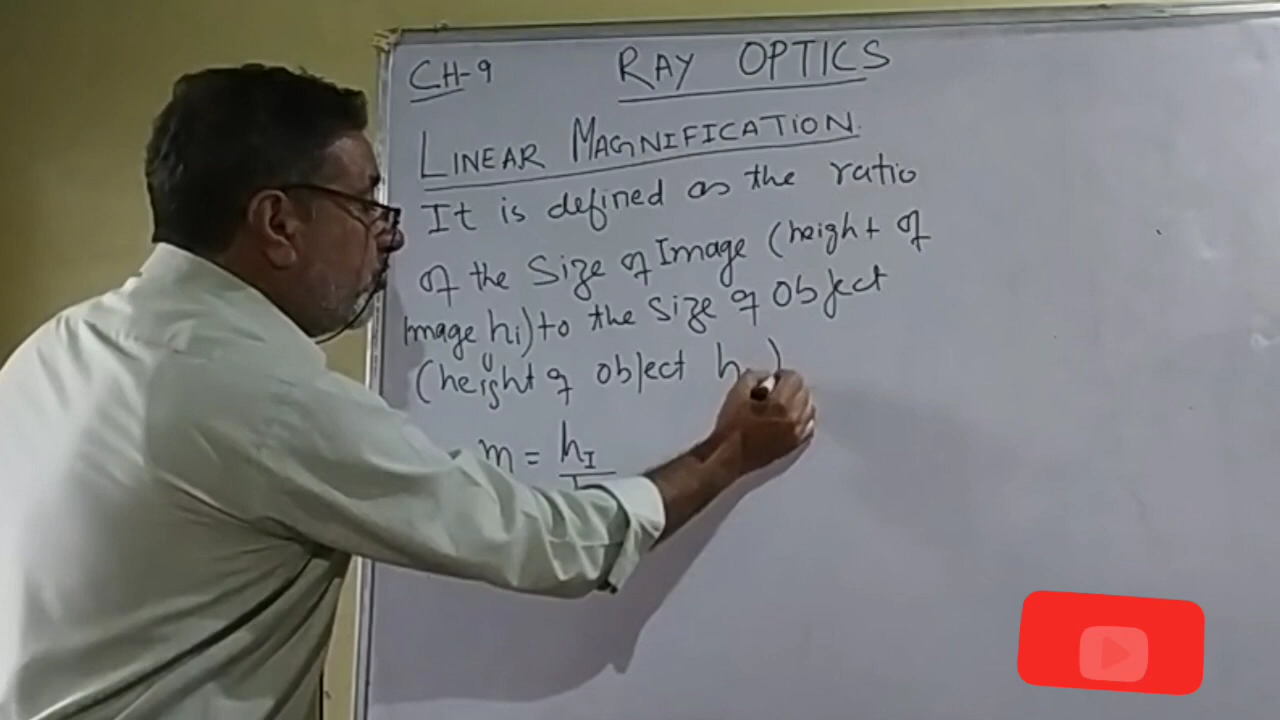 CH-9 RAY OPTICS
LINEAR MAGNIFICATION.
It is defined as the ratio
of the Size of Image (height of
Image hi) to the size of object
(height of object h )
m = hI